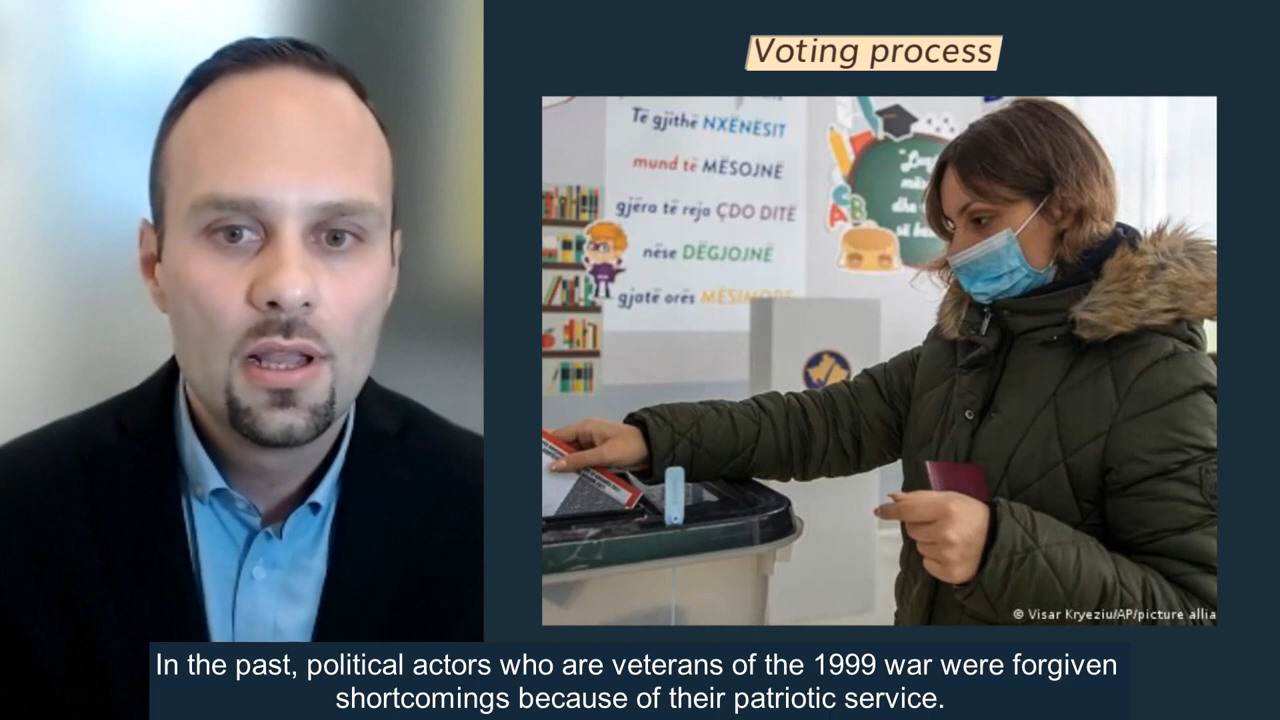 Voting process
Të gjithë NXËNËSIT
mund të MËSOJNË
gjëra të reja ÇDO DITË
nëse DËGJOJNË
gjatë orës MËSIMORE
dhe
A
B
C
© Visar Kryeziu/AP/picture allia
In the past, political actors who are veterans of the 1999 war were forgiven
shortcomings because of their patriotic service.